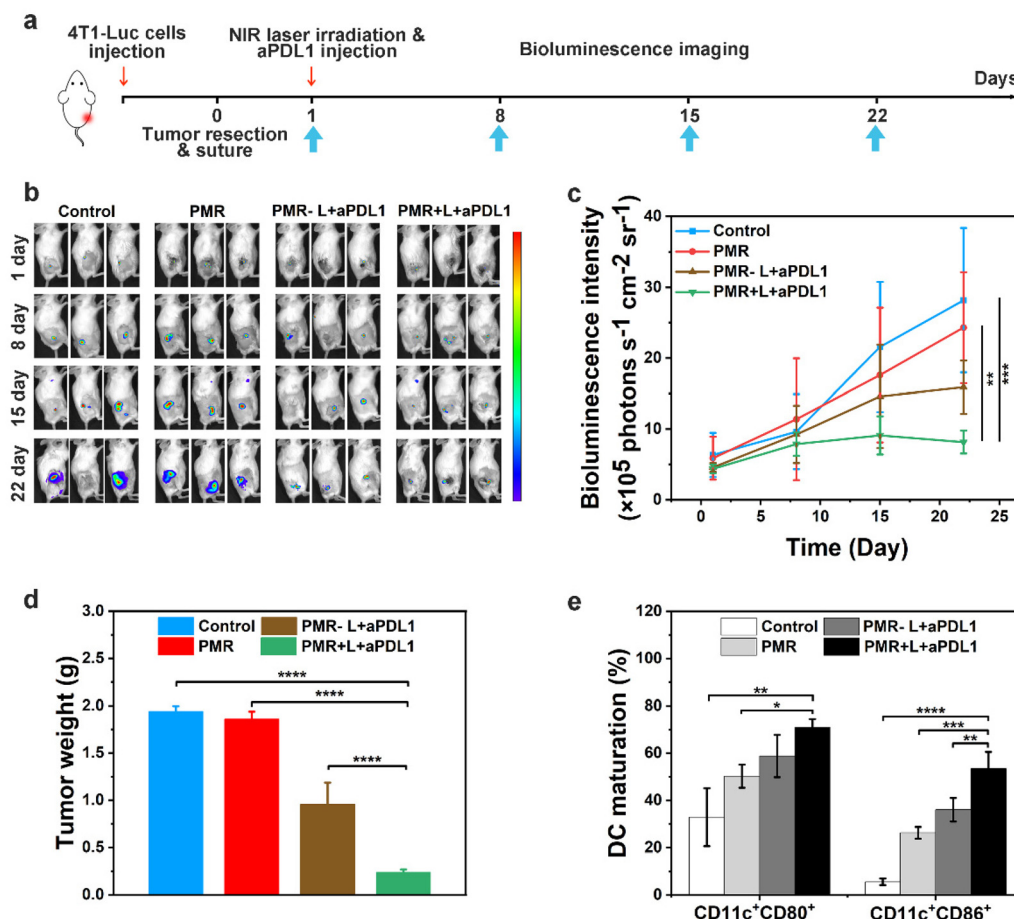 a
4T1-Luc cells
injection
NIR laser irradiation &
aPDL1 injection
Bioluminescence imaging
Days
0
1
8
15
22
Tumor resection
& suture
b
Control
PMR
PMR- L+aPDL1
PMR+L+aPDL1
1 day
8 day
15 day
22 day
c
Bioluminescence intensity
(×10⁵ photons s⁻¹ cm⁻² sr⁻¹)
40
30
20
10
0
Control
PMR
PMR- L+aPDL1
PMR+L+aPDL1
**
***
0
5
10
15
20
25
Time (Day)
d
Tumor weight (g)
3.0
2.5
2.0
1.5
1.0
0.5
0.0
Control
PMR- L+aPDL1
PMR
PMR+L+aPDL1
****
****
****
e
DC maturation (%)
120
100
80
60
40
20
0
Control
PMR- L+aPDL1
PMR
PMR+L+aPDL1
**
*
****
***
**
CD11c⁺CD80⁺
CD11c⁺CD86⁺